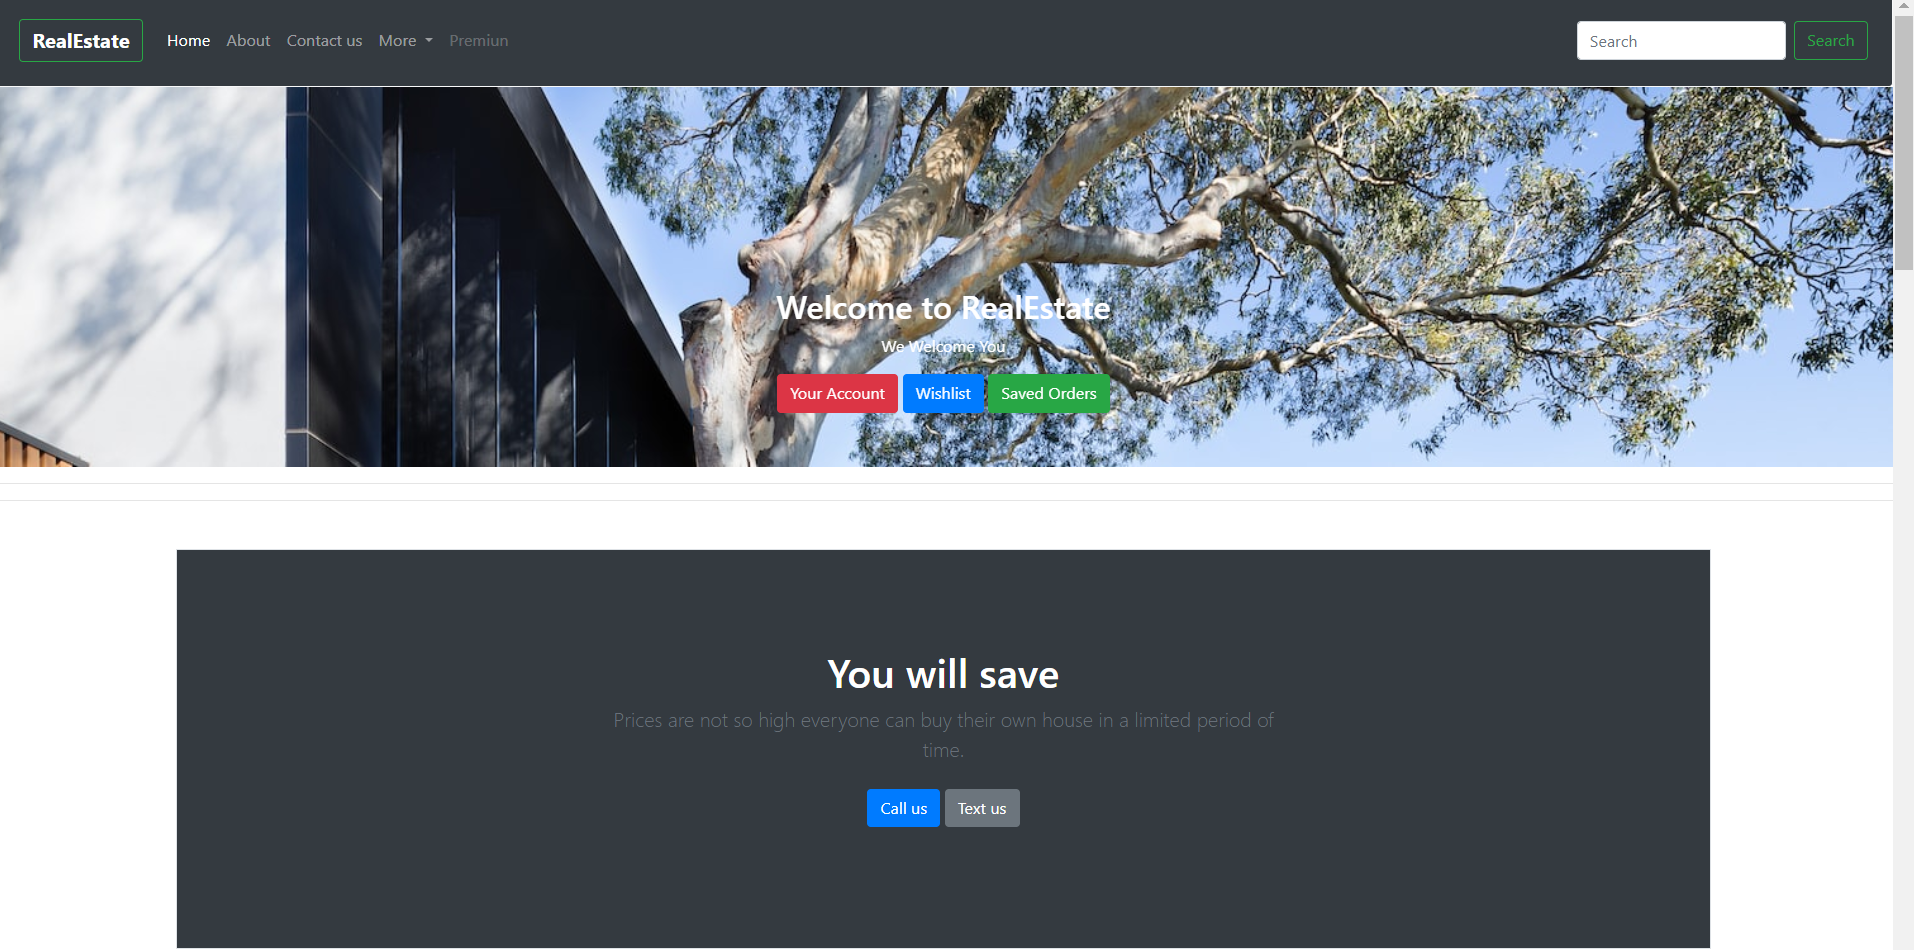 RealEstate
Home About Contact us More Premiun
Search Search
Welcome to RealEstate
We Welcome You
Your Account Wishlist Saved Orders
You will save
Prices are not so high everyone can buy their own house in a limited period of
time.
Call us Text us